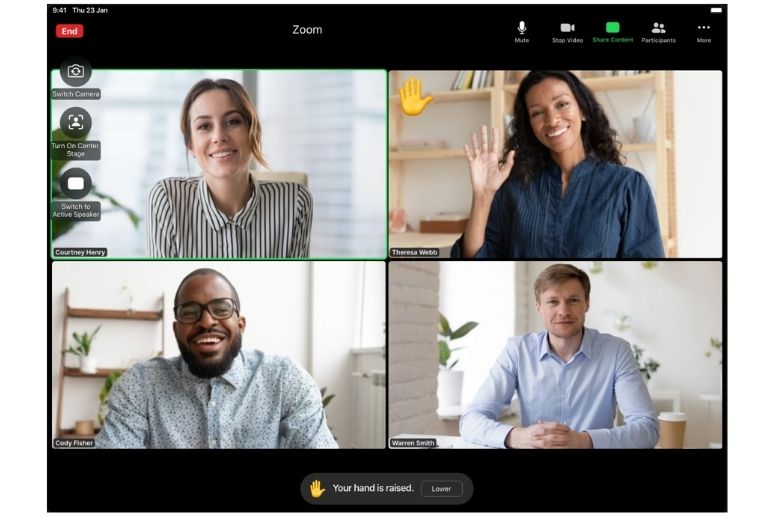 9:41 Thu 23 Jan
End
Zoom
Mute
Stop Video
Share Content
Participants
More
Switch Camera
Turn On Center
Stage
Switch to
Active Speaker
Courtney Henry
Theresa Webb
Cody Fisher
Warren Smith
Your hand is raised.
Lower